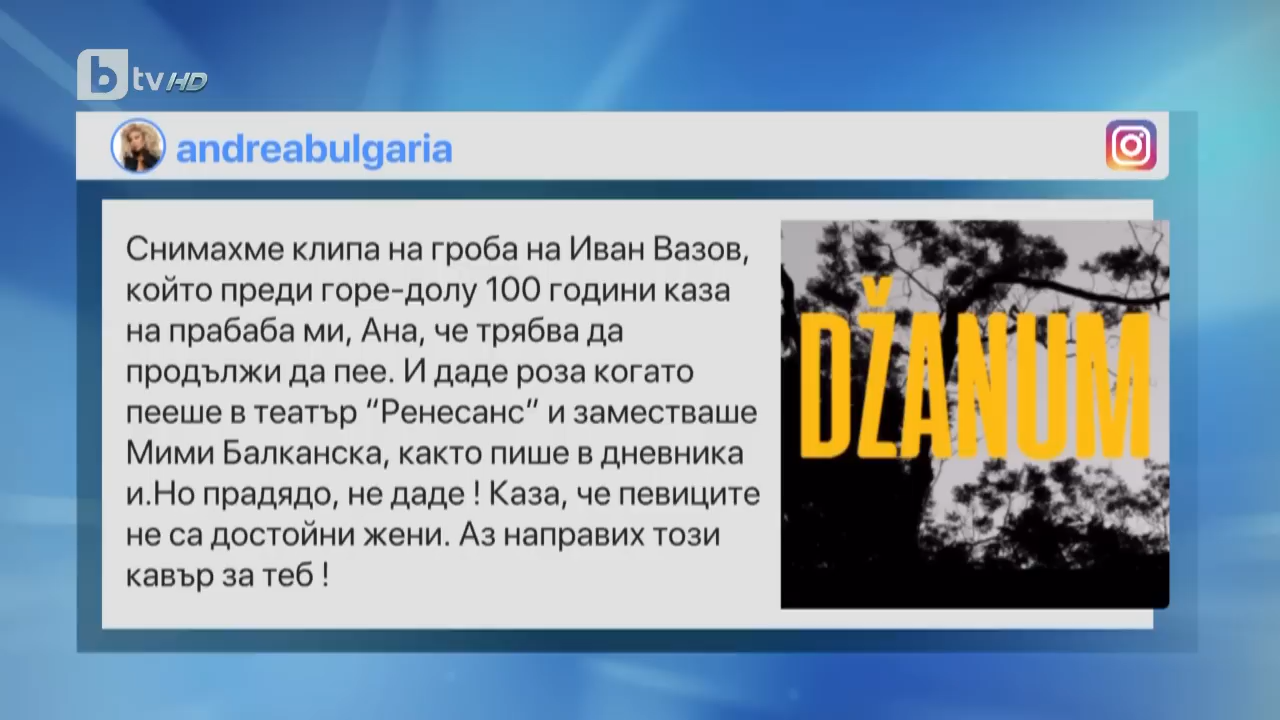 btv HD
andreabulgaria
Снимахме клипа на гроба на Иван Вазов,
който преди горе-долу 100 години каза
на прабаба ми, Ана, че трябва да
продължи да пее. И даде роза когато
пееше в театър “Ренесанс” и заместваше
Мими Балканска, както пише в дневника
и.Но прадядо, не даде ! Каза, че певиците
не са достойни жени. Аз направих този
кавър за теб !
DŽANUM